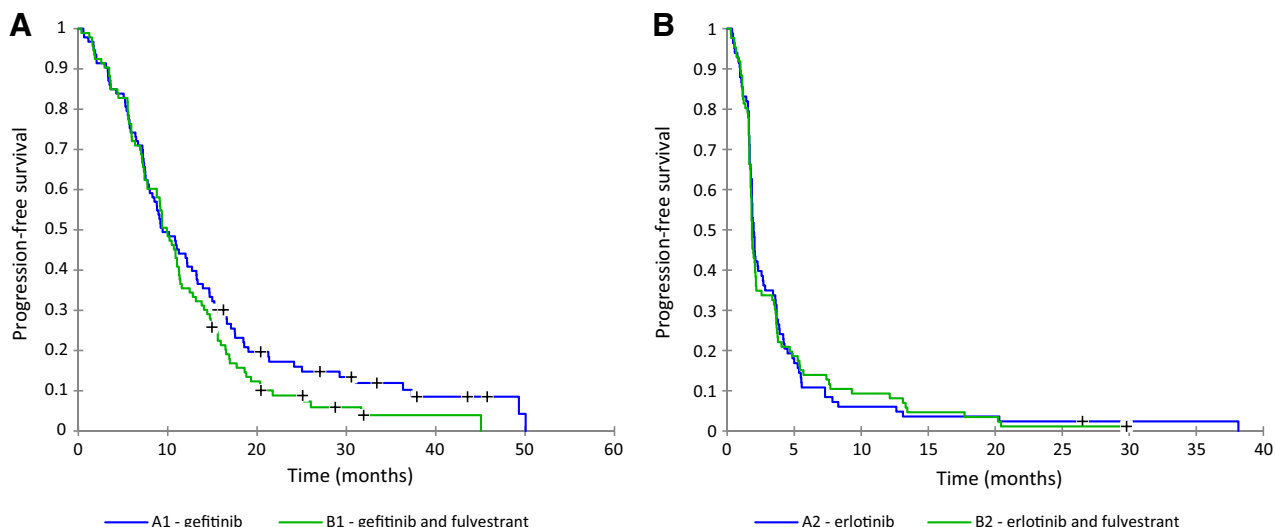 A
B
1
0.9
0.8
0.7
0.6
0.5
0.4
0.3
0.2
0.1
0
Progression-free survival
0 10 20 30 40 50 60
Time (months)
A1 - gefitinib B1 - gefitinib and fulvestrant
1
0.9
0.8
0.7
0.6
0.5
0.4
0.3
0.2
0.1
0
Progression-free survival
0 5 10 15 20 25 30 35 40
Time (months)
A2 - erlotinib B2 - erlotinib and fulvestrant